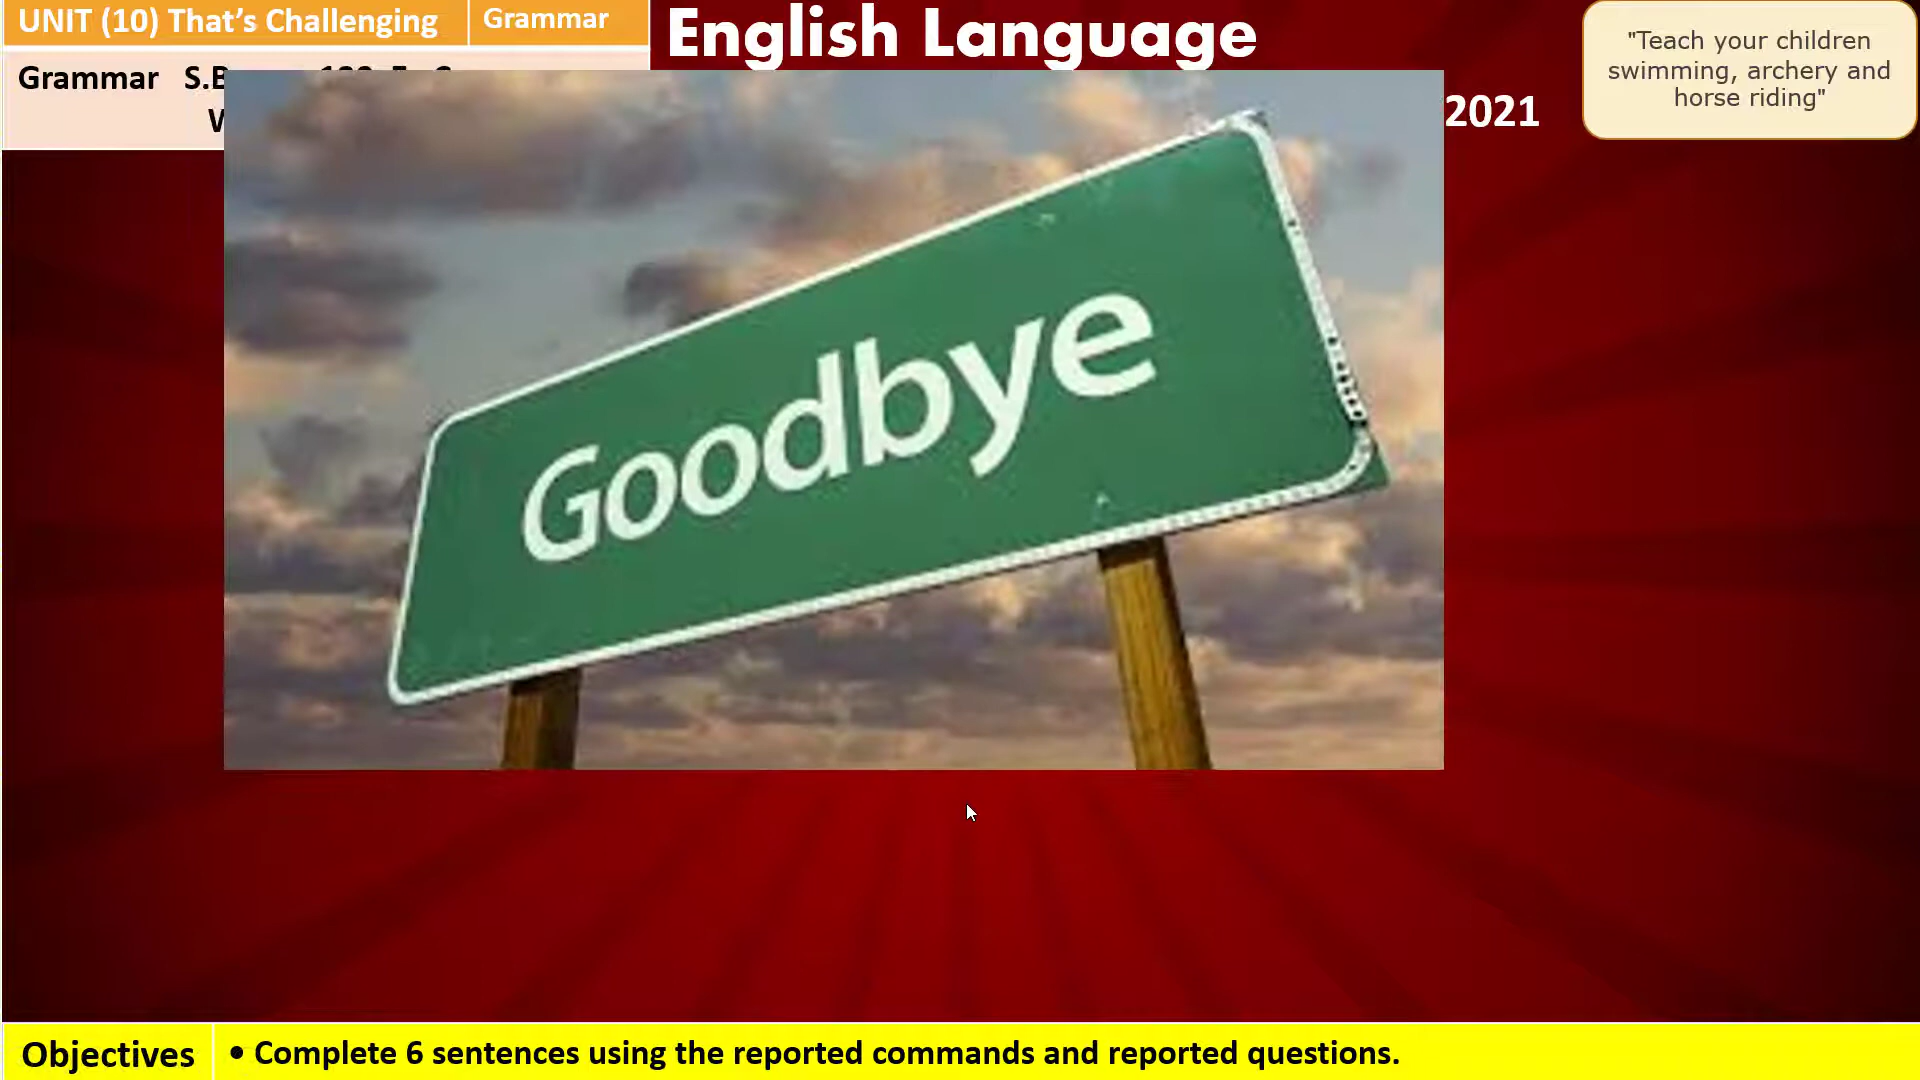 UNIT (10) That's Challenging
Grammar
English Language
Grammar
2021
"Teach your children
swimming, archery and
horse riding"
Goodbye
Objectives
• Complete 6 sentences using the reported commands and reported questions.